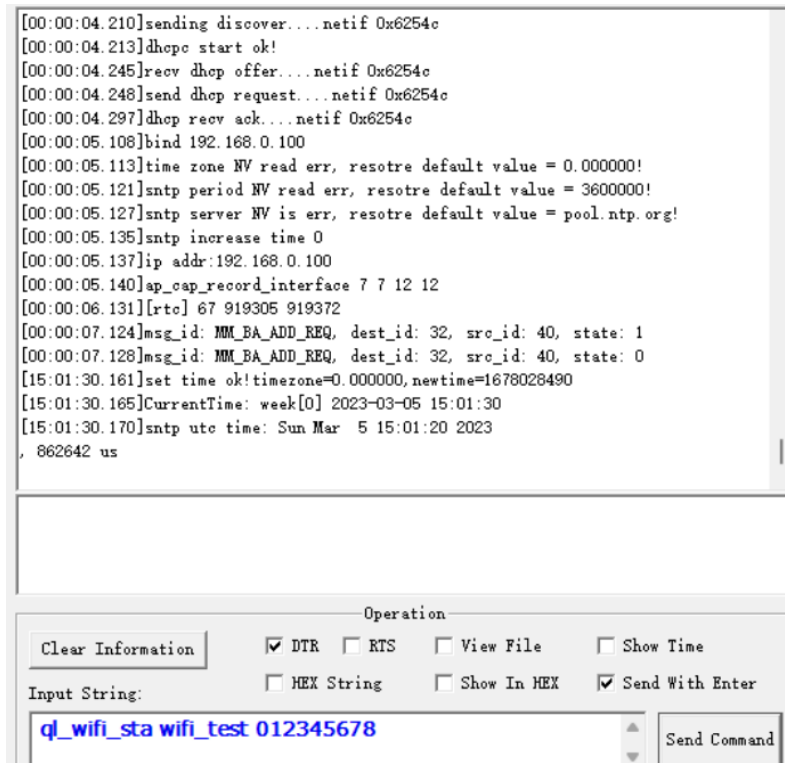 [00:00:04.210]sending discover....netif 0x6254c
[00:00:04.213]dhcpc start ok!
[00:00:04.245]recv dhcp offer....netif 0x6254c
[00:00:04.248]send dhcp request....netif 0x6254c
[00:00:04.297]dhcp recv ack....netif 0x6254c
[00:00:05.108]bind 192.168.0.100
[00:00:05.113]time zone NV read err, resotre default value = 0.000000!
[00:00:05.121]sntp period NV read err, resotre default value = 3600000!
[00:00:05.127]sntp server NV is err, resotre default value = pool.ntp.org!
[00:00:05.135]sntp increase time 0
[00:00:05.137]ip addr:192.168.0.100
[00:00:05.140]ap_cap_record_interface 7 7 12 12
[00:00:06.131][rtc] 67 919305 919372
[00:00:07.124]msg_id: MM_BA_ADD_REQ, dest_id: 32, src_id: 40, state: 1
[00:00:07.128]msg_id: MM_BA_ADD_REQ, dest_id: 32, src_id: 40, state: 0
[15:01:30.161]set time ok!timezone=0.000000,newtime=1678028490
[15:01:30.165]CurrentTime: week[0] 2023-03-05 15:01:30
[15:01:30.170]sntp utc time: Sun Mar  5 15:01:20 2023
, 862642 us
Operation
Clear Information DTR RTS View File Show Time
HEX String Show In HEX Send With Enter
Input String:
ql_wifi_sta wifi_test 012345678
Send Command